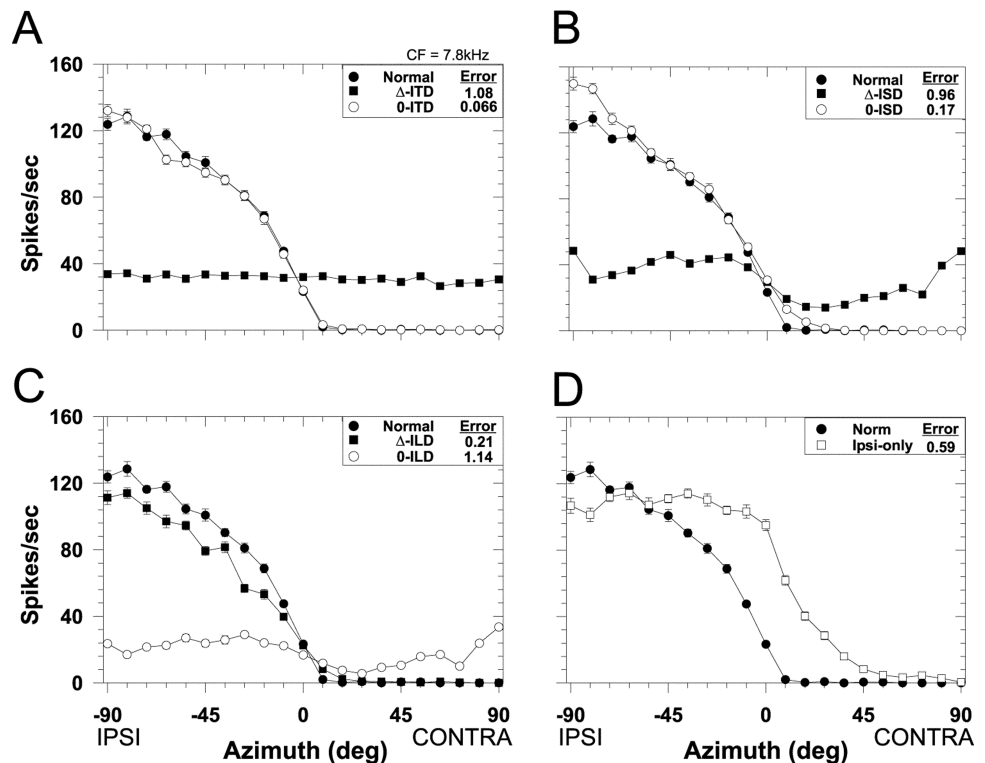 A
CF = 7.8kHz
Normal Error
Δ-ITD 1.08
0-ITD 0.066
160
120
80
40
0
Spikes/sec
B
Normal Error
Δ-ISD 0.96
0-ISD 0.17
C
Normal Error
Δ-ILD 0.21
0-ILD 1.14
160
120
80
40
0
Spikes/sec
-90 -45 0 45 90
IPSI Azimuth (deg) CONTRA
D
Norm Error
Ipsi-only 0.59
-90 -45 0 45 90
IPSI Azimuth (deg) CONTRA